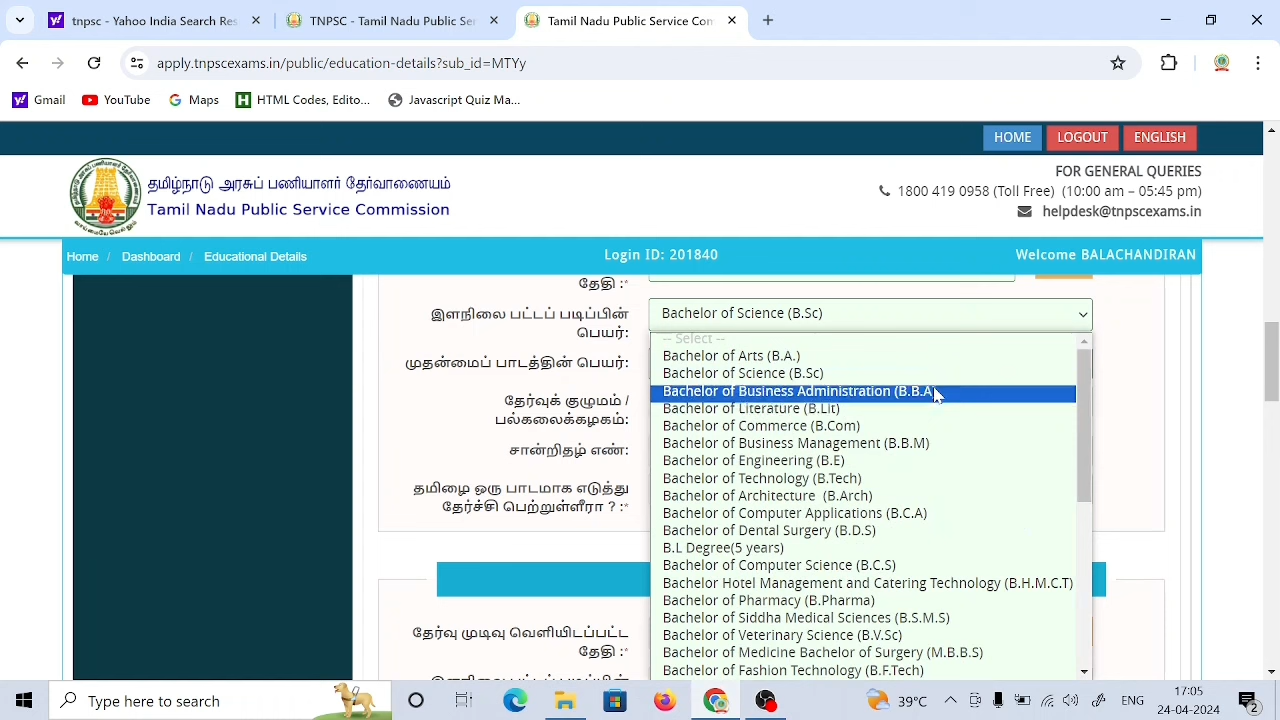 tnpsc - Yahoo India Search Res
TNPSC - Tamil Nadu Public Ser
Tamil Nadu Public Service Com
apply.tnpscexams.in/public/education-details?sub_id=MTYy
Gmail
YouTube
Maps
HTML Codes, Edito...
Javascript Quiz Ma...
HOME
LOGOUT
ENGLISH
தமிழ்நாடு அரசுப் பணியாளர் தேர்வாணையம்
Tamil Nadu Public Service Commission
FOR GENERAL QUERIES
1800 419 0958 (Toll Free) (10:00 am – 05:45 pm)
helpdesk@tnpscexams.in
Home / Dashboard / Educational Details
Login ID: 201840
Welcome BALACHANDIRAN
தேதி :*
இளநிலை பட்டப் படிப்பின்
பெயர்:
Bachelor of Science (B.Sc)
முதன்மைப் பாடத்தின் பெயர்:
தேர்வுக் குழுமம் /
பல்கலைக்கழகம்:
சான்றிதழ் எண்:
தமிழை ஒரு பாடமாக எடுத்து
தேர்ச்சி பெற்றுள்ளீரா ? :*
-- Select --
Bachelor of Arts (B.A.)
Bachelor of Science (B.Sc)
Bachelor of Business Administration (B.B.A)
Bachelor of Literature (B.Lit)
Bachelor of Commerce (B.Com)
Bachelor of Business Management (B.B.M)
Bachelor of Engineering (B.E)
Bachelor of Technology (B.Tech)
Bachelor of Architecture (B.Arch)
Bachelor of Computer Applications (B.C.A)
Bachelor of Dental Surgery (B.D.S)
B.L Degree(5 years)
Bachelor of Computer Science (B.C.S)
Bachelor Hotel Management and Catering Technology (B.H.M.C.T)
Bachelor of Pharmacy (B.Pharma)
Bachelor of Siddha Medical Sciences (B.S.M.S)
Bachelor of Veterinary Science (B.V.Sc)
Bachelor of Medicine Bachelor of Surgery (M.B.B.S)
Bachelor of Fashion Technology (B.F.Tech)
தேர்வு முடிவு வெளியிடப்பட்ட
தேதி :*
Type here to search
39°C
ENG
17:05
24-04-2024
2